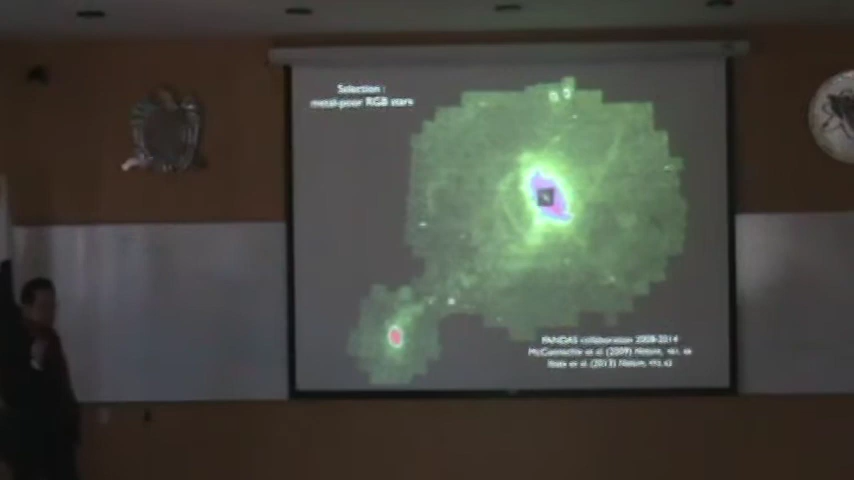 Selection :
metal-poor RGB stars
PANDAS collaboration 2008-2014
McConnachie et al. (2009) Nature,
Ibata et al. (2013) Nature,